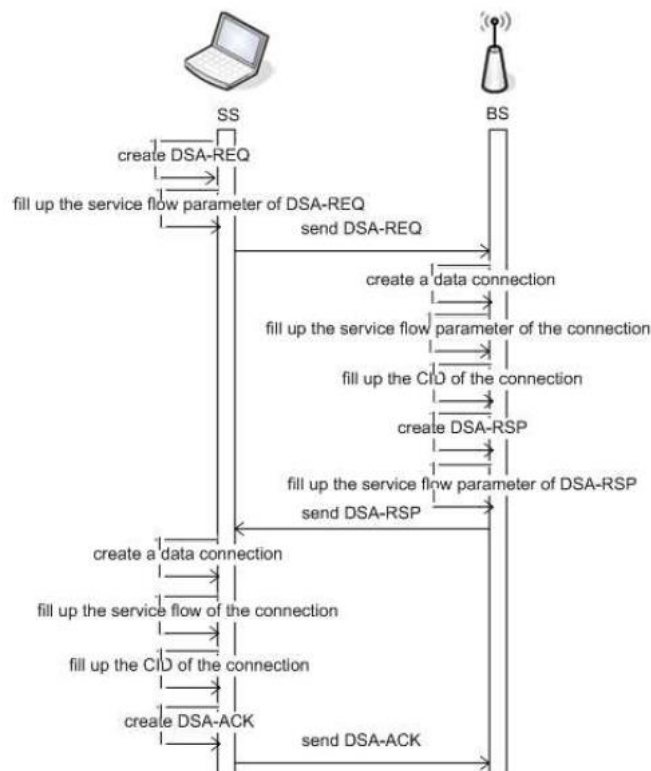 SS
BS
create DSA-REQ
fill up the service flow parameter of DSA-REQ
send DSA-REQ
create a data connection
fill up the service flow parameter of the connection
fill up the CID of the connection
create DSA-RSP
fill up the service flow parameter of DSA-RSP
send DSA-RSP
create a data connection
fill up the service flow of the connection
fill up the CID of the connection
create DSA-ACK
send DSA-ACK